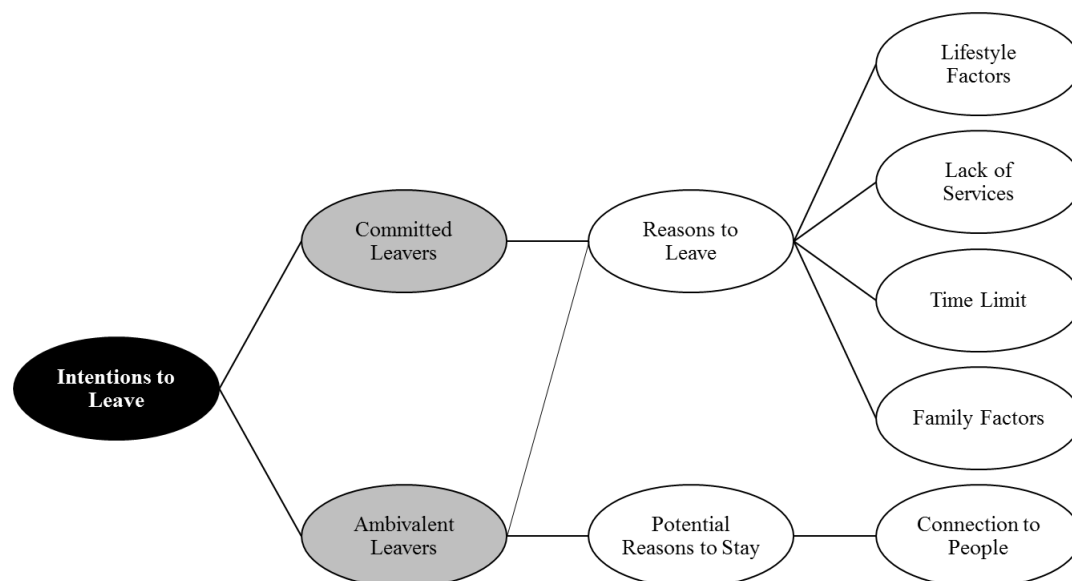 Lifestyle
Factors
Lack of
Services
Committed
Leavers
Reasons to
Leave
Time Limit
Intentions to
Leave
Family Factors
Ambivalent
Leavers
Potential
Reasons to Stay
Connection to
People